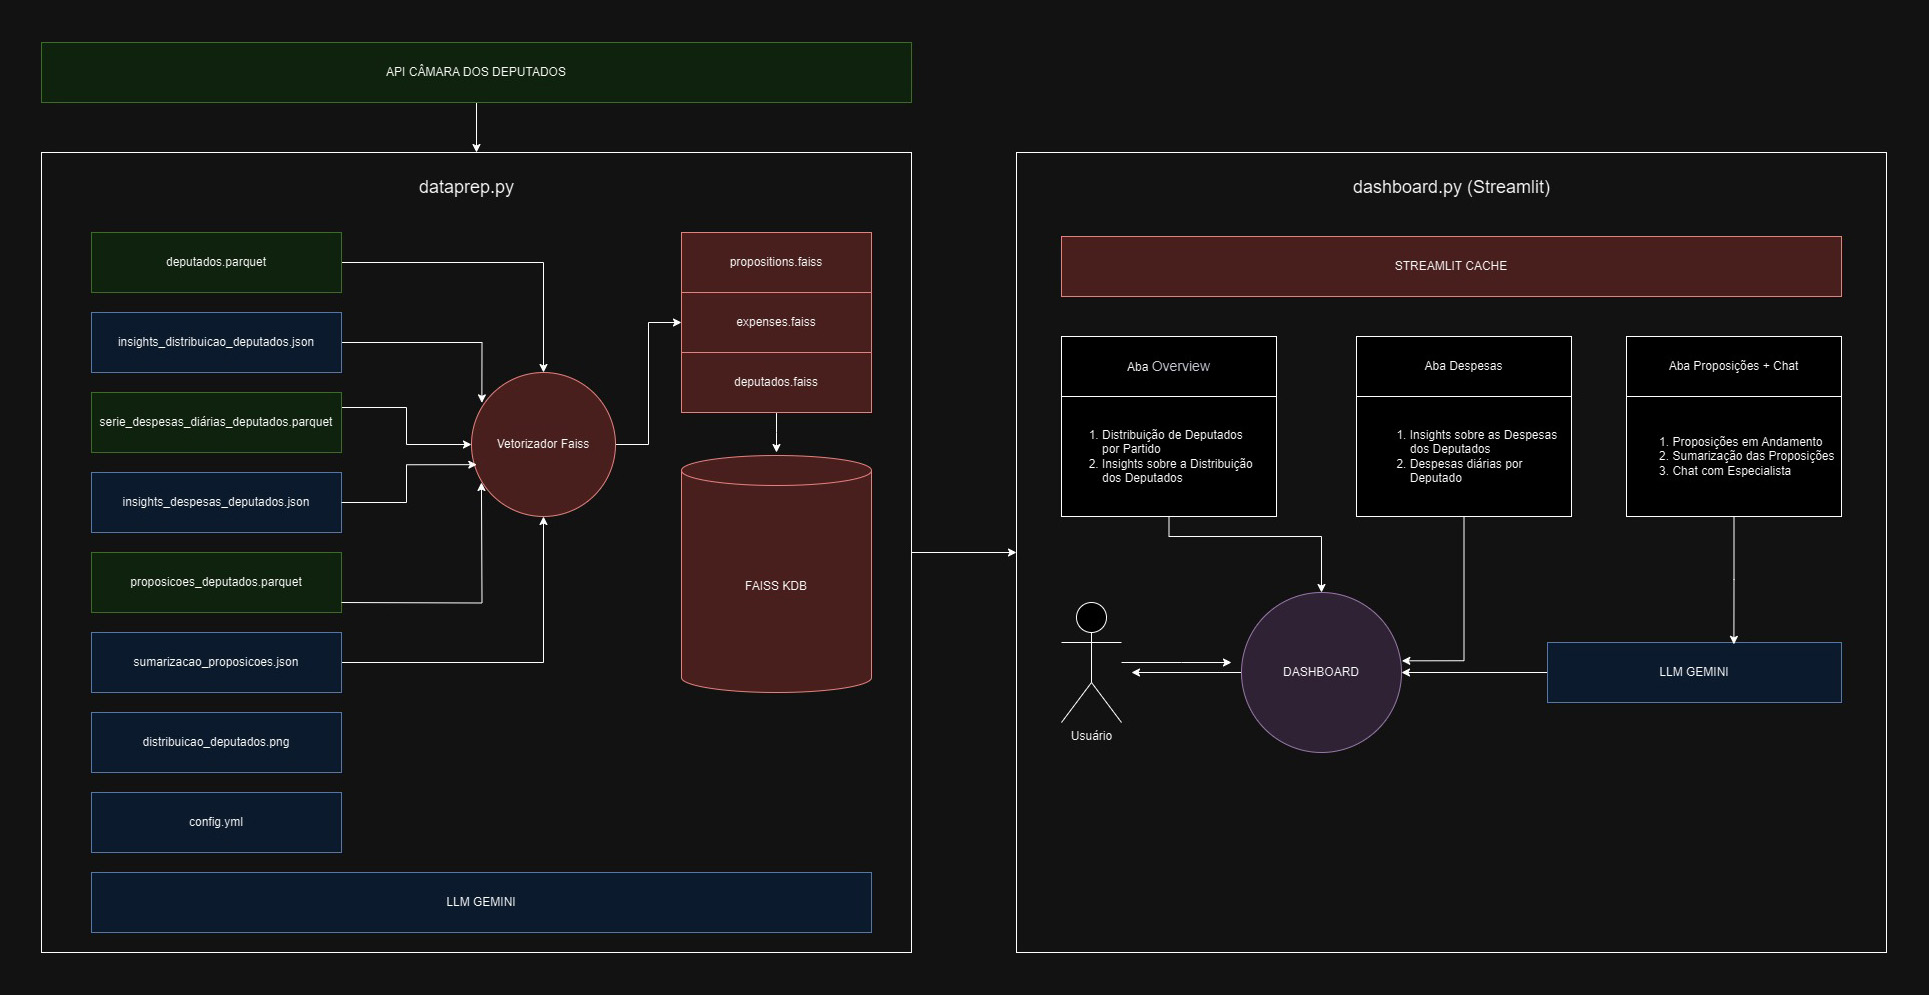 API CÂMARA DOS DEPUTADOS
dataprep.py
deputados.parquet
insights_distribuicao_deputados.json
serie_despesas_diárias_deputados.parquet
insights_despesas_deputados.json
proposicoes_deputados.parquet
sumarizacao_proposicoes.json
distribuicao_deputados.png
config.yml
LLM GEMINI
Vetorizador Faiss
propositions.faiss
expenses.faiss
deputados.faiss
FAISS KDB
dashboard.py (Streamlit)
STREAMLIT CACHE
Aba Overview
1. Distribuição de Deputados
por Partido
2. Insights sobre a Distribuição
dos Deputados
Aba Despesas
1. Insights sobre as Despesas
dos Deputados
2. Despesas diárias por
Deputado
Aba Proposições + Chat
1. Proposições em Andamento
2. Sumarização das Proposições
3. Chat com Especialista
Usuário
DASHBOARD
LLM GEMINI